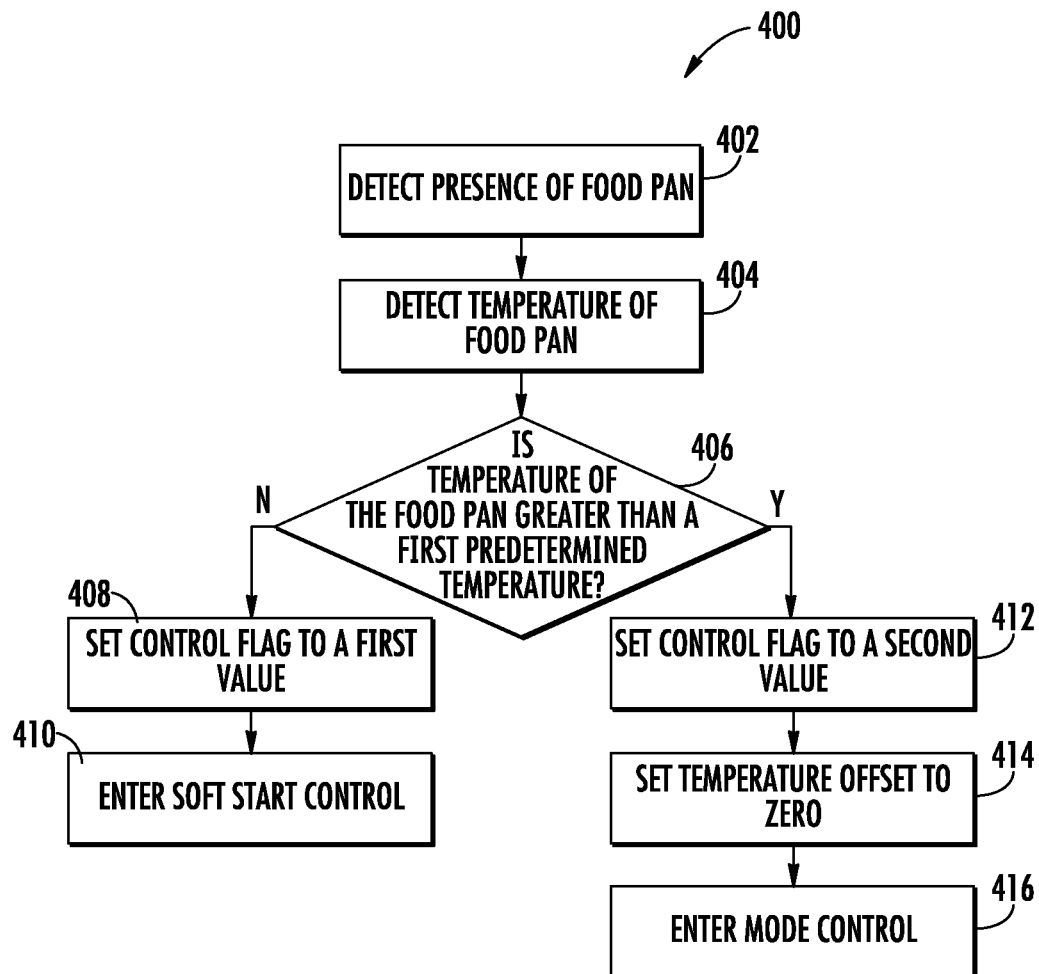 400
402
DETECT PRESENCE OF FOOD PAN
404
DETECT TEMPERATURE OF
FOOD PAN
406
IS
TEMPERATURE OF
THE FOOD PAN GREATER THAN A
FIRST PREDETERMINED
TEMPERATURE?
N
Y
408
SET CONTROL FLAG TO A FIRST
VALUE
412
SET CONTROL FLAG TO A SECOND
VALUE
410
ENTER SOFT START CONTROL
414
SET TEMPERATURE OFFSET TO
ZERO
416
ENTER MODE CONTROL